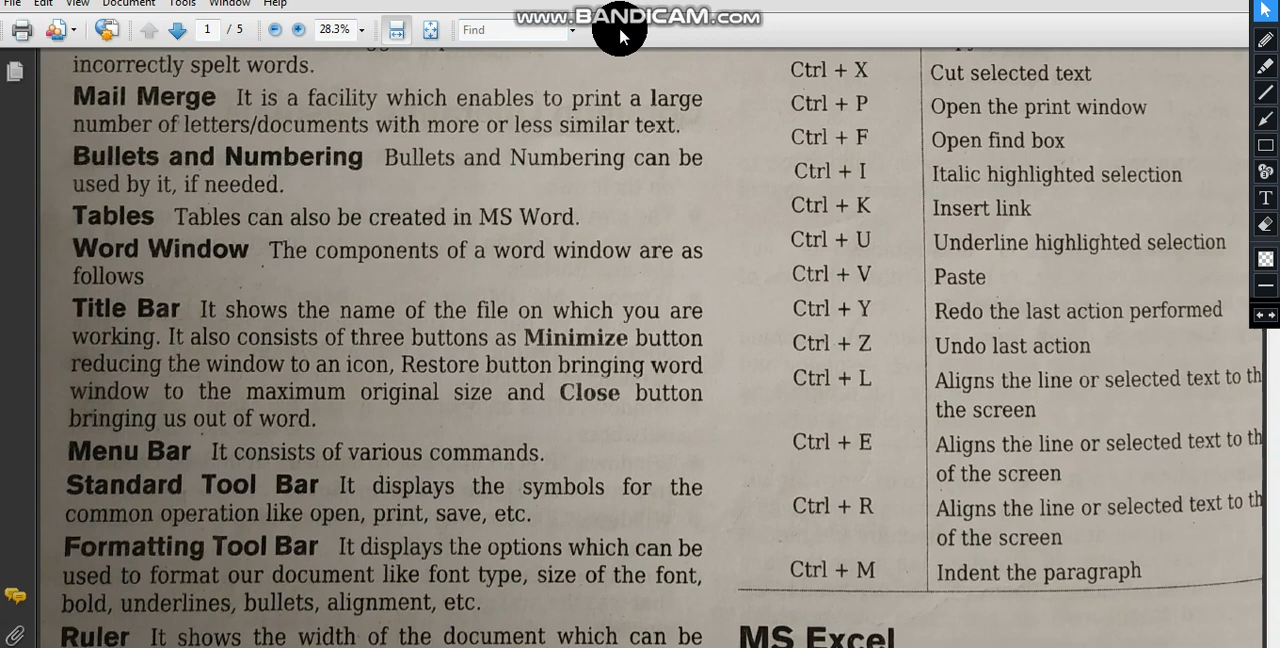 File Edit View Document Tools Window Help
www.BANDICAM.com
1 / 5 28.3% Find
incorrectly spelt words.
Mail Merge It is a facility which enables to print a large
number of letters/documents with more or less similar text.
Bullets and Numbering Bullets and Numbering can be
used by it, if needed.
Tables Tables can also be created in MS Word.
Word Window The components of a word window are as
follows
Title Bar It shows the name of the file on which you are
working. It also consists of three buttons as Minimize button
reducing the window to an icon, Restore button bringing word
window to the maximum original size and Close button
bringing us out of word.
Menu Bar It consists of various commands.
Standard Tool Bar It displays the symbols for the
common operation like open, print, save, etc.
Formatting Tool Bar It displays the options which can be
used to format our document like font type, size of the font,
bold, underlines, bullets, alignment, etc.
Ruler It shows the width of the document which can be
Ctrl + X Cut selected text
Ctrl + P Open the print window
Ctrl + F Open find box
Ctrl + I Italic highlighted selection
Ctrl + K Insert link
Ctrl + U Underline highlighted selection
Ctrl + V Paste
Ctrl + Y Redo the last action performed
Ctrl + Z Undo last action
Ctrl + L Aligns the line or selected text to th
the screen
Ctrl + E Aligns the line or selected text to th
of the screen
Ctrl + R Aligns the line or selected text to th
of the screen
Ctrl + M Indent the paragraph
MS Excel